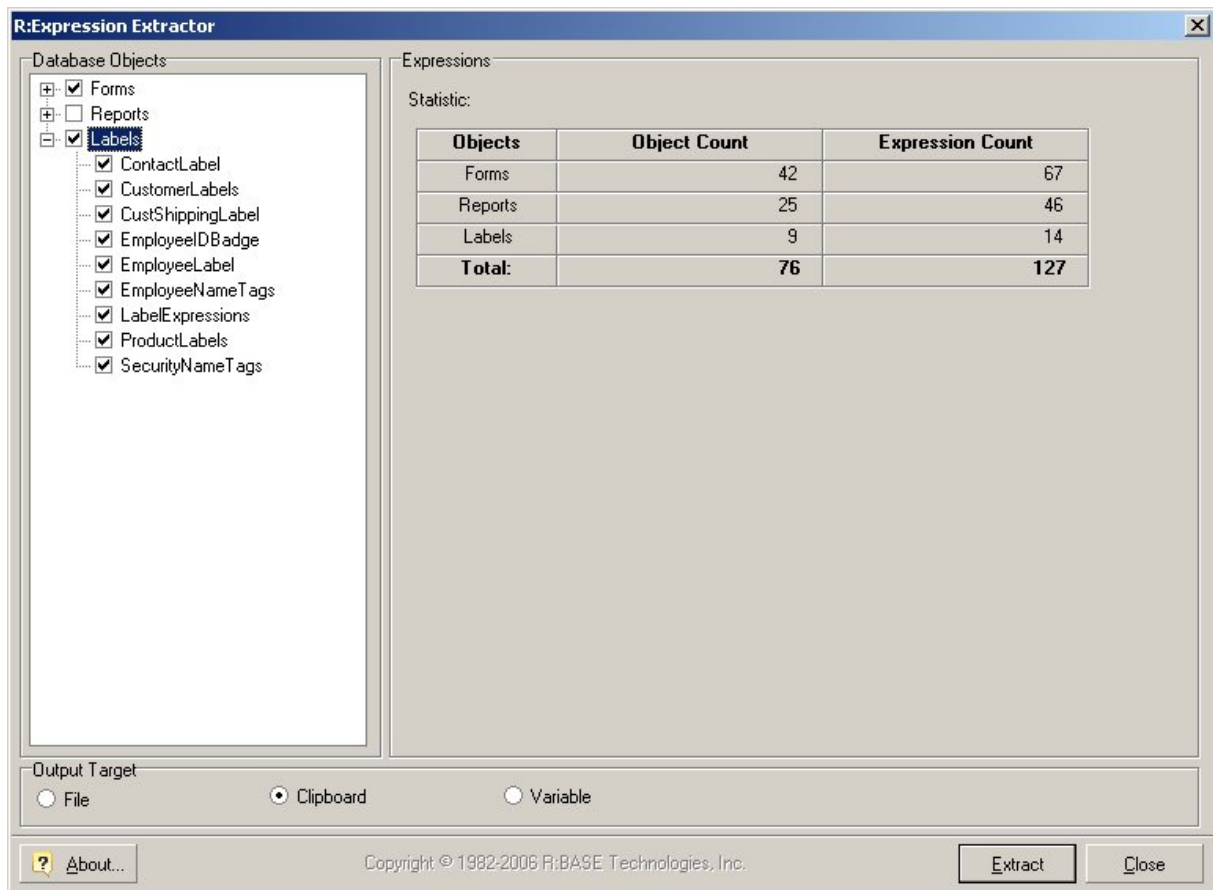 R:Expression Extractor
Database Objects
Forms
Reports
Labels
ContactLabel
CustomerLabels
CustShippingLabel
EmployeeIDBadge
EmployeeLabel
EmployeeNameTags
LabelExpressions
ProductLabels
SecurityNameTags
Expressions
Statistic:
Objects Object Count Expression Count
Forms 42 67
Reports 25 46
Labels 9 14
Total: 76 127
Output Target
File Clipboard Variable
? About... Copyright © 1982-2006 R:BASE Technologies, Inc. Extract Close